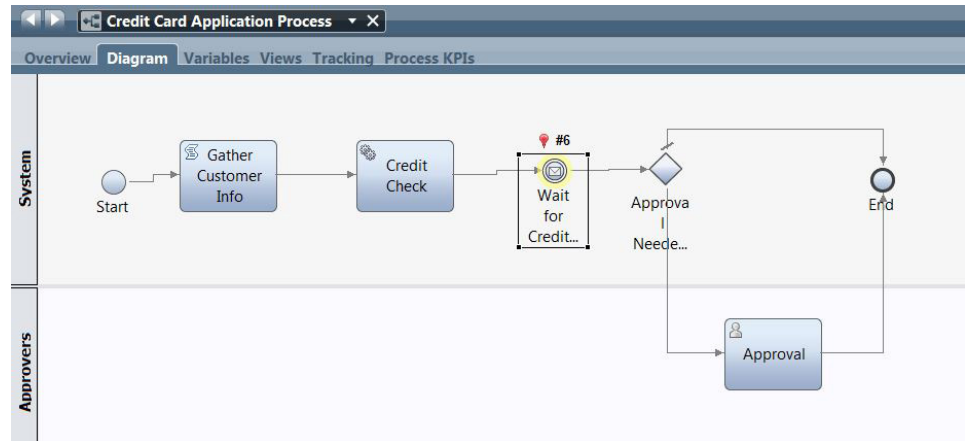 Credit Card Application Process
Overview Diagram Variables Views Tracking Process KPIs
System
Start
Gather
Customer
Info
Credit
Check
#6
Wait
for
Credit...
Approva
l
Neede...
End
Approvers
Approval